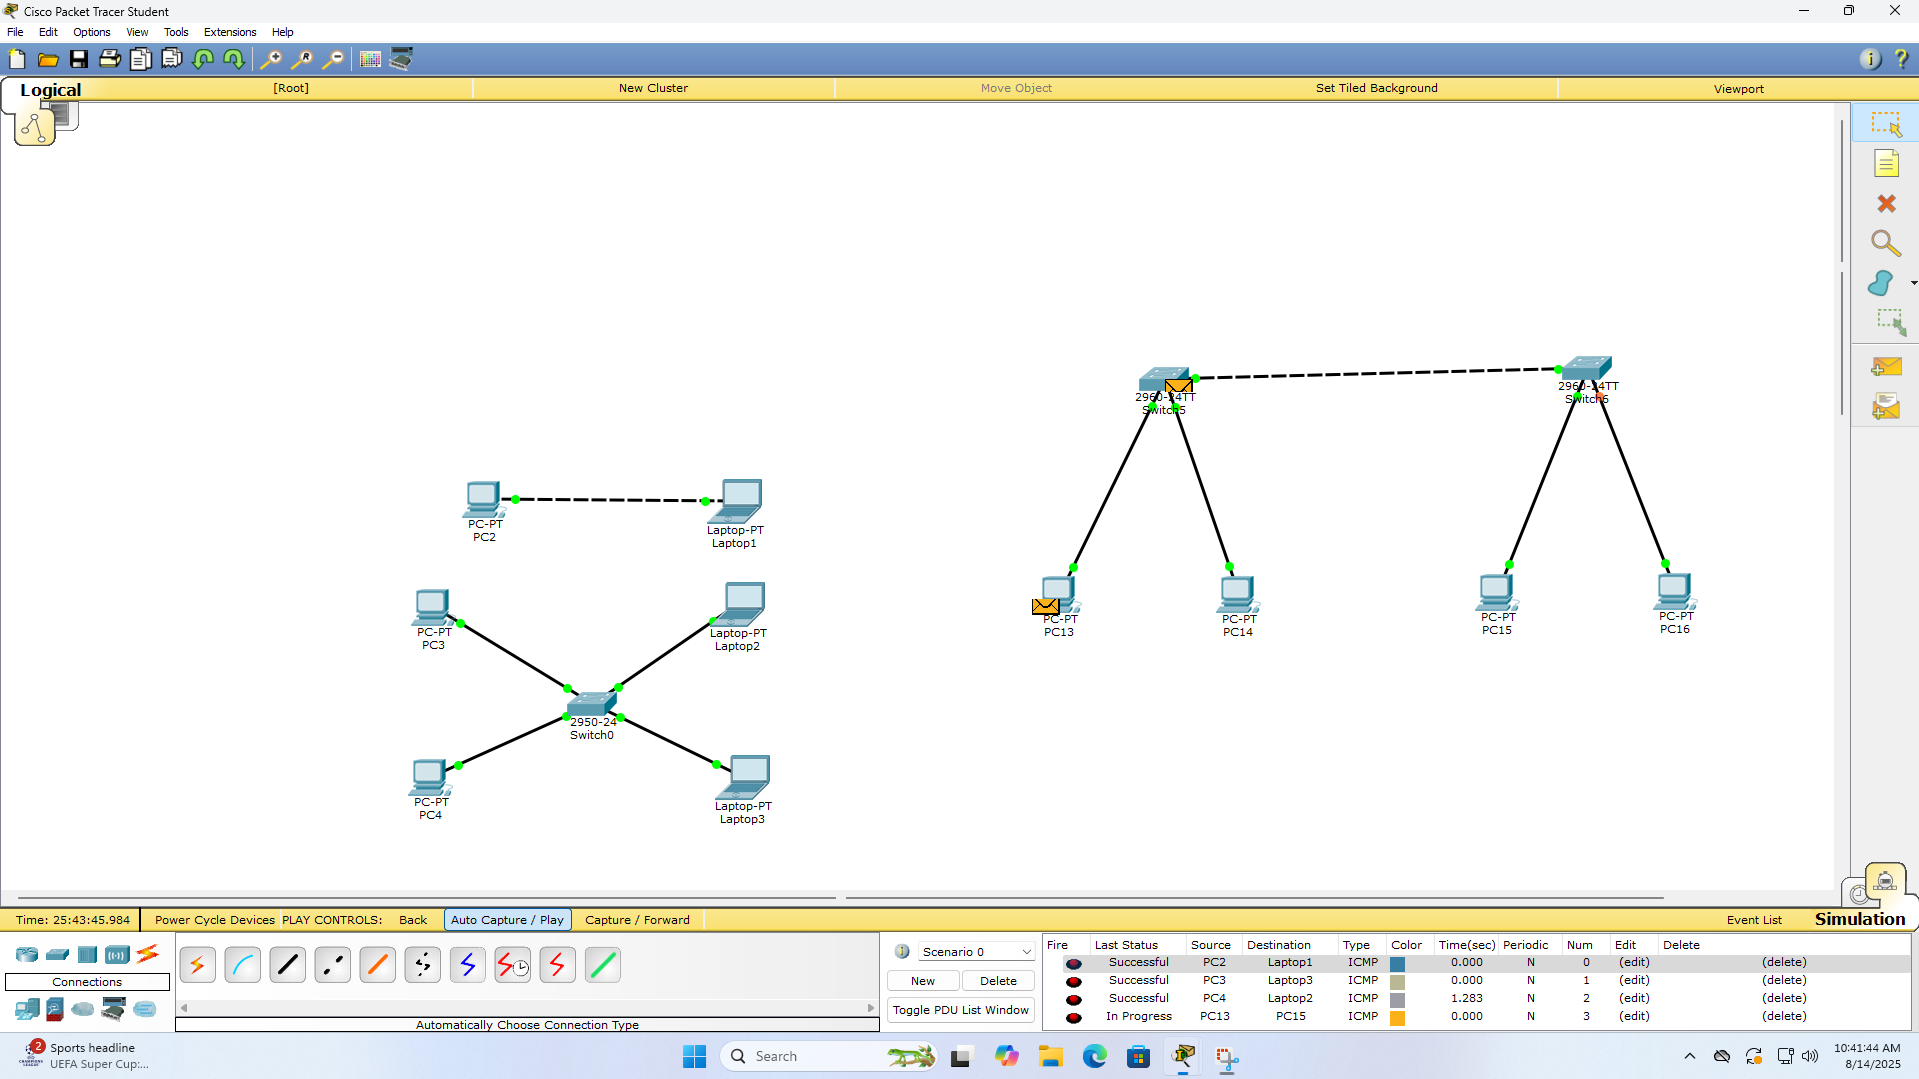 Cisco Packet Tracer Student
File Edit Options View Tools Extensions Help
Logical [Root] New Cluster Move Object Set Tiled Background Viewport
2960-24TT
Switch5
2960-24TT
Switch6
PC-PT
PC2
Laptop-PT
Laptop1
PC-PT
PC3
Laptop-PT
Laptop2
PC-PT
PC13
PC-PT
PC14
PC-PT
PC15
PC-PT
PC16
2950-24
Switch0
PC-PT
PC4
Laptop-PT
Laptop3
Time: 25:43:45.984 Power Cycle Devices PLAY CONTROLS: Back Auto Capture / Play Capture / Forward Event List Simulation
Connections
Automatically Choose Connection Type
Scenario 0
New Delete
Toggle PDU List Window
Fire Last Status Source Destination Type Color Time(sec) Periodic Num Edit Delete
Successful PC2 Laptop1 ICMP 0.000 N 0 (edit) (delete)
Successful PC3 Laptop3 ICMP 0.000 N 1 (edit) (delete)
Successful PC4 Laptop2 ICMP 1.283 N 2 (edit) (delete)
In Progress PC13 PC15 ICMP 0.000 N 3 (edit) (delete)
2
Sports headline
UEFA Super Cup:...
Search
10:41:44 AM
8/14/2025